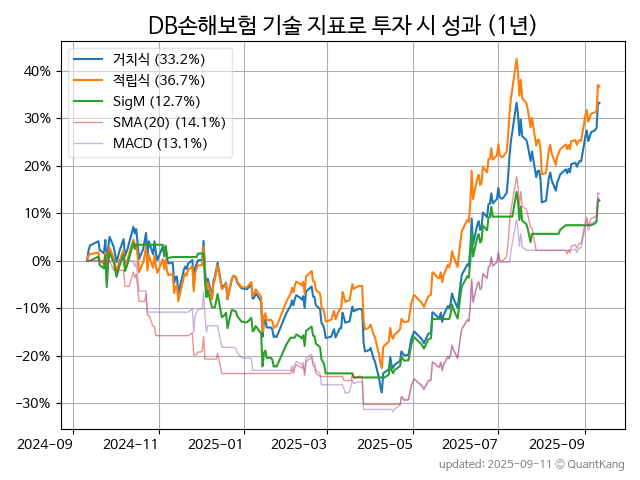 DB손해보험 기술 지표로 투자 시 성과 (1년)
거치식 (33.2%)
적립식 (36.7%)
SigM (12.7%)
SMA(20) (14.1%)
MACD (13.1%)
40%
30%
20%
10%
0%
−10%
−20%
−30%
2024-09 2024-11 2025-01 2025-03 2025-05 2025-07 2025-09
updated: 2025-09-11 © QuantKang